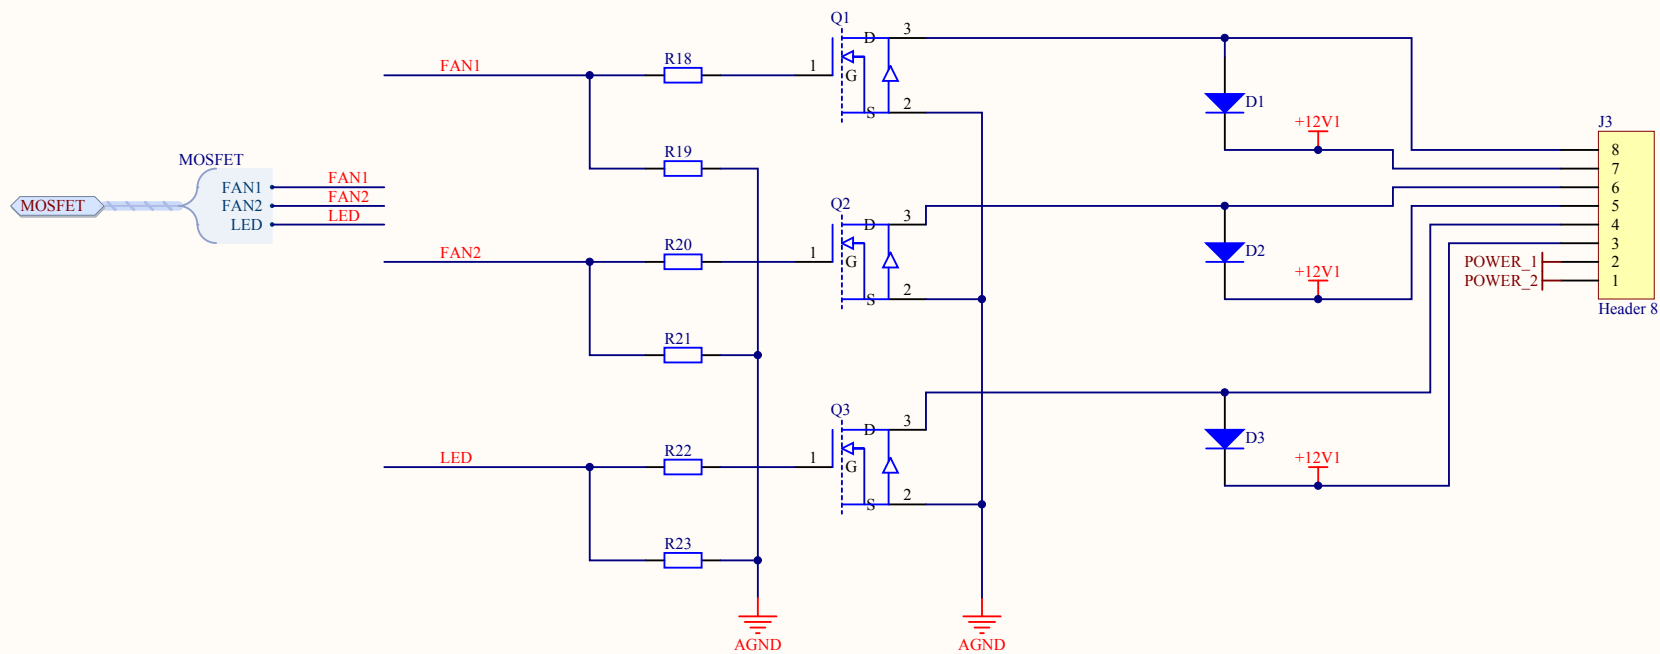 Q1
D
3
FAN1
R18
1
G
2
S
D1
+12V1
J3
R19
8
MOSFET
7
MOSFET
FAN1
FAN1
6
FAN2
FAN2
Q2
5
LED
LED
D
3
4
FAN2
R20
1
G
D2
3
POWER_1
2
+12V1
POWER_2
1
2
S
Header 8
R21
Q3
D
3
LED
R22
1
G
D3
+12V1
2
S
R23
AGND
AGND